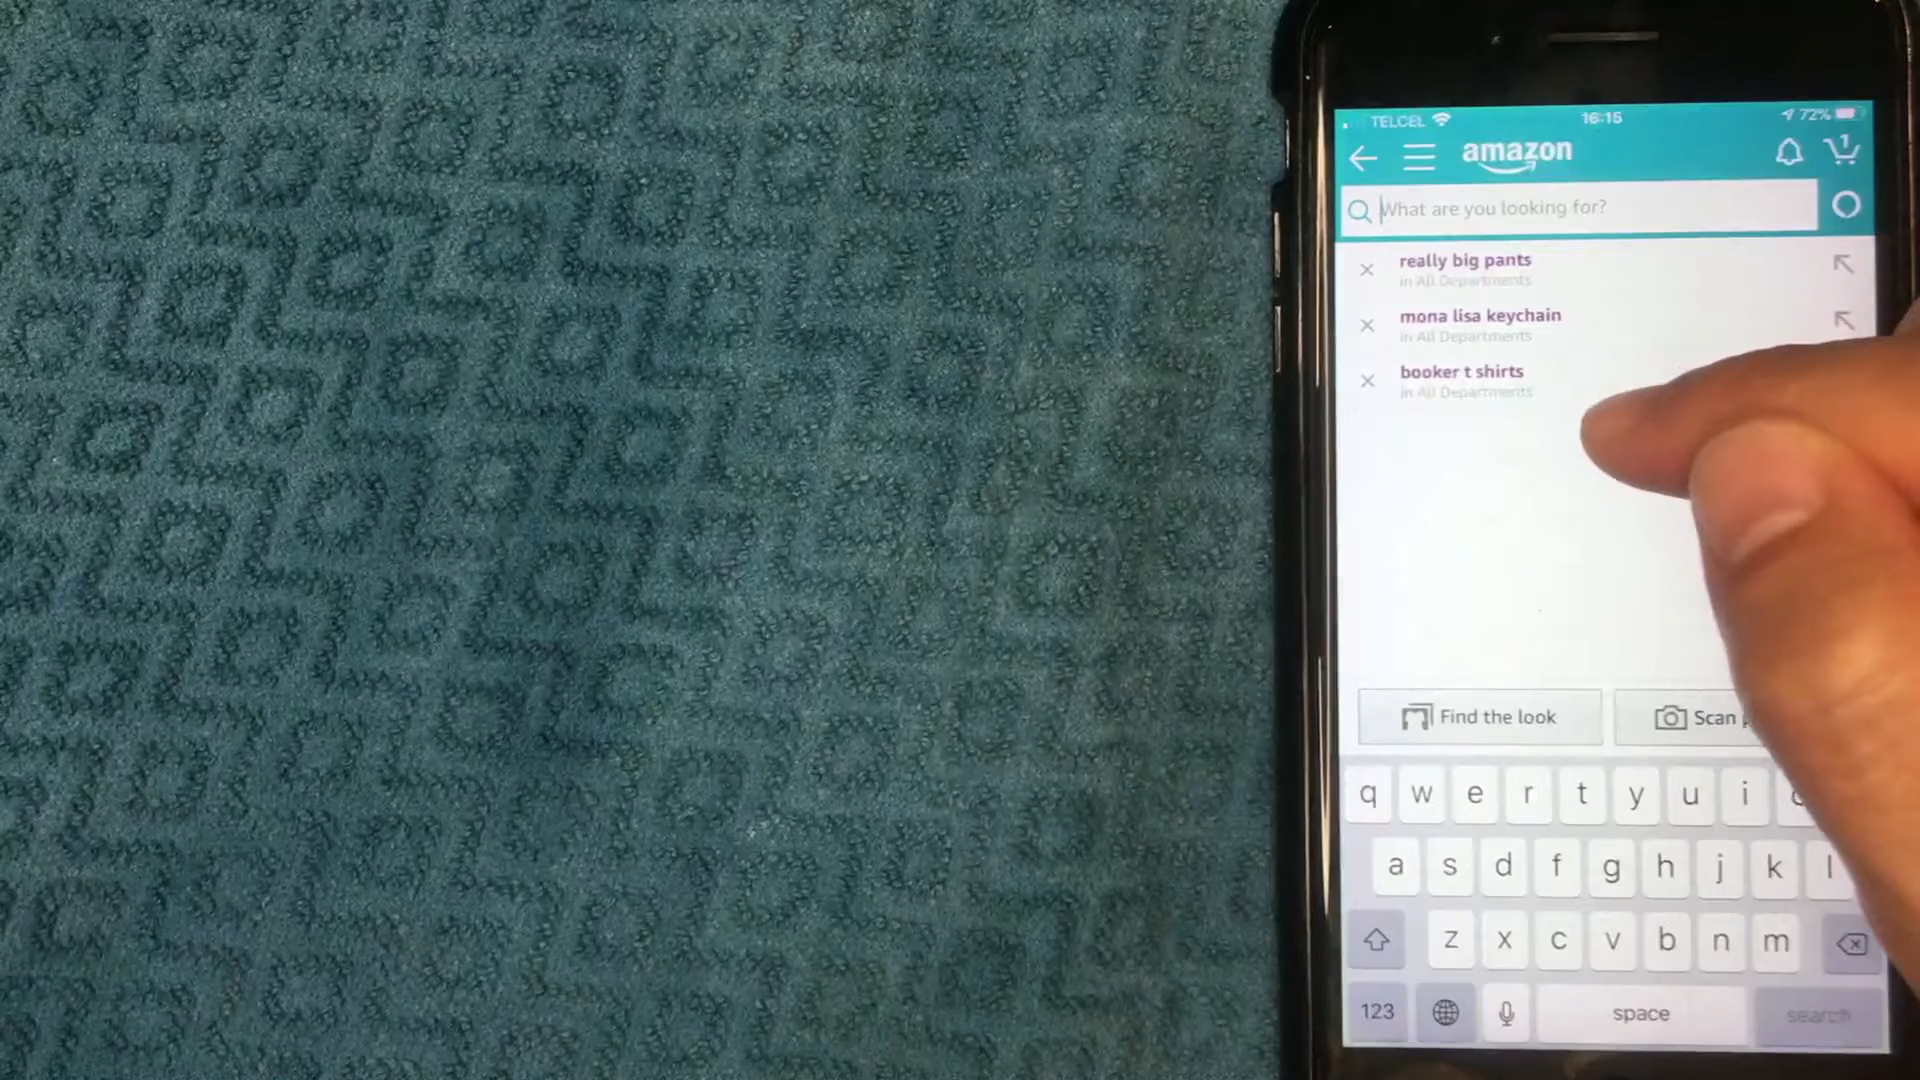 TELCEL 16:15 72%
amazon 1
What are you looking for?
really big pants
in All Departments
mona lisa keychain
in All Departments
booker t shirts
in All Departments
Find the look Scan
q w e r t y u i
a s d f g h j k l
z x c v b n m
123 space search